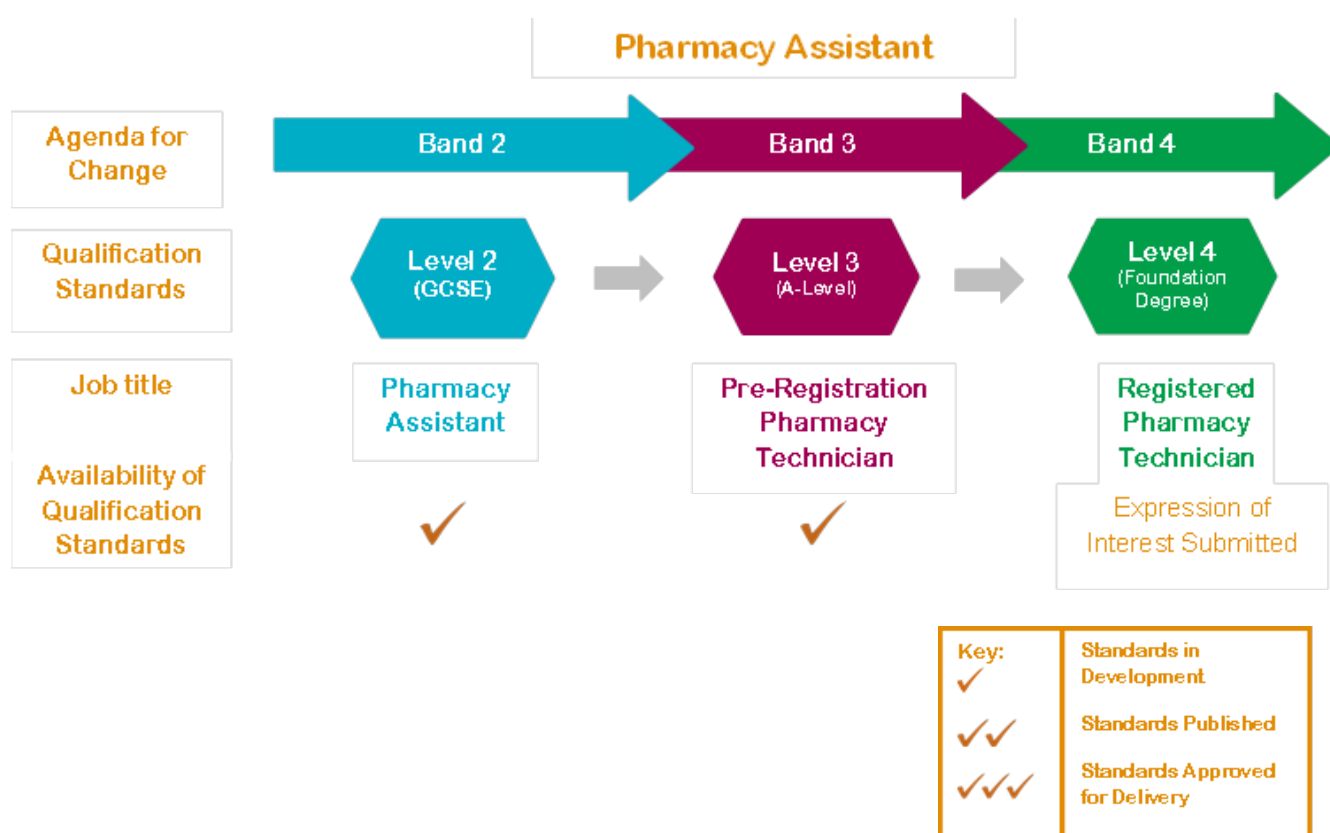 Pharmacy Assistant
Agenda for
Change
Band 2
Band 3
Band 4
Qualification
Standards
Level 2
(GCSE)
Level 3
(A-Level)
Level 4
(Foundation
Degree)
Job title
Pharmacy
Assistant
Pre-Registration
Pharmacy
Technician
Registered
Pharmacy
Technician
Availability of
Qualification
Standards
✓
✓
Expression of
Interest Submitted
Key:
✓
Standards in
Development
✓✓
Standards Published
✓✓✓
Standards Approved
for Delivery